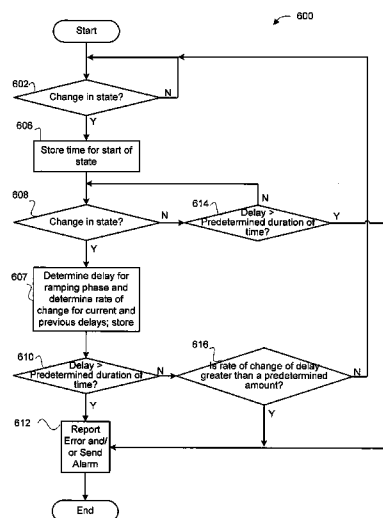 600
Start
602
Change in state?
N
Y
606
Store time for start of
state
N
608
Change in state?
N
614
Delay >
Predetermined duration of
time?
Y
Y
607
Determine delay for
ramping phase and
determine rate of
change for current and
previous delays; store
610
Delay >
Predetermined duration of
time?
N
616
Is rate of change of delay
greater than a predetermined
amount?
N
Y
Y
612
Report
Error and/
or Send
Alarm
End